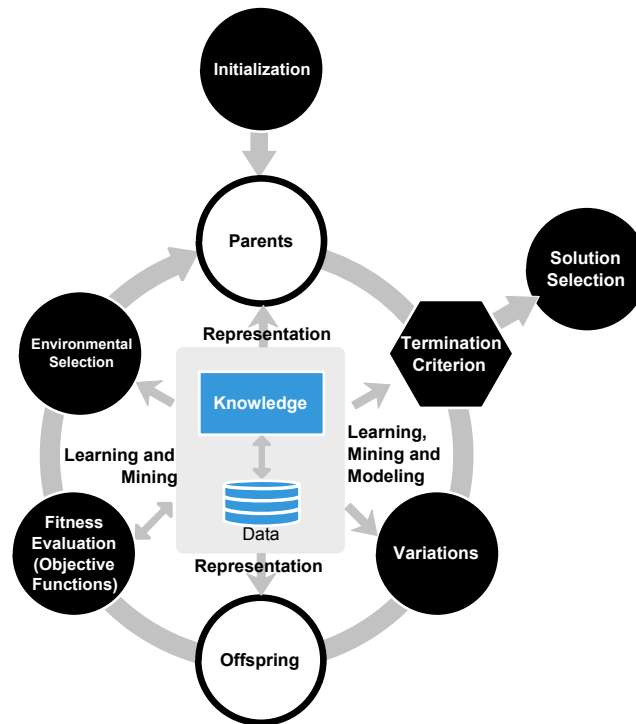 Initialization
Parents
Solution
Selection
Representation
Environmental
Selection
Termination
Criterion
Knowledge
Learning and
Mining
Learning,
Mining and
Modeling
Data
Fitness
Evaluation
(Objective
Functions)
Variations
Representation
Offspring